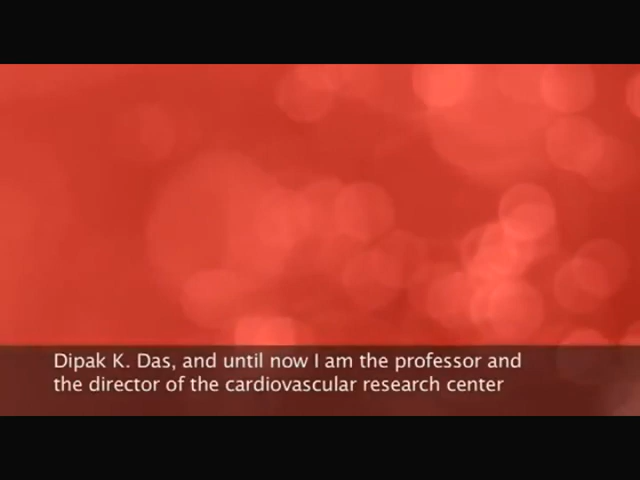 Dipak K. Das, and until now I am the professor and
the director of the cardiovascular research center